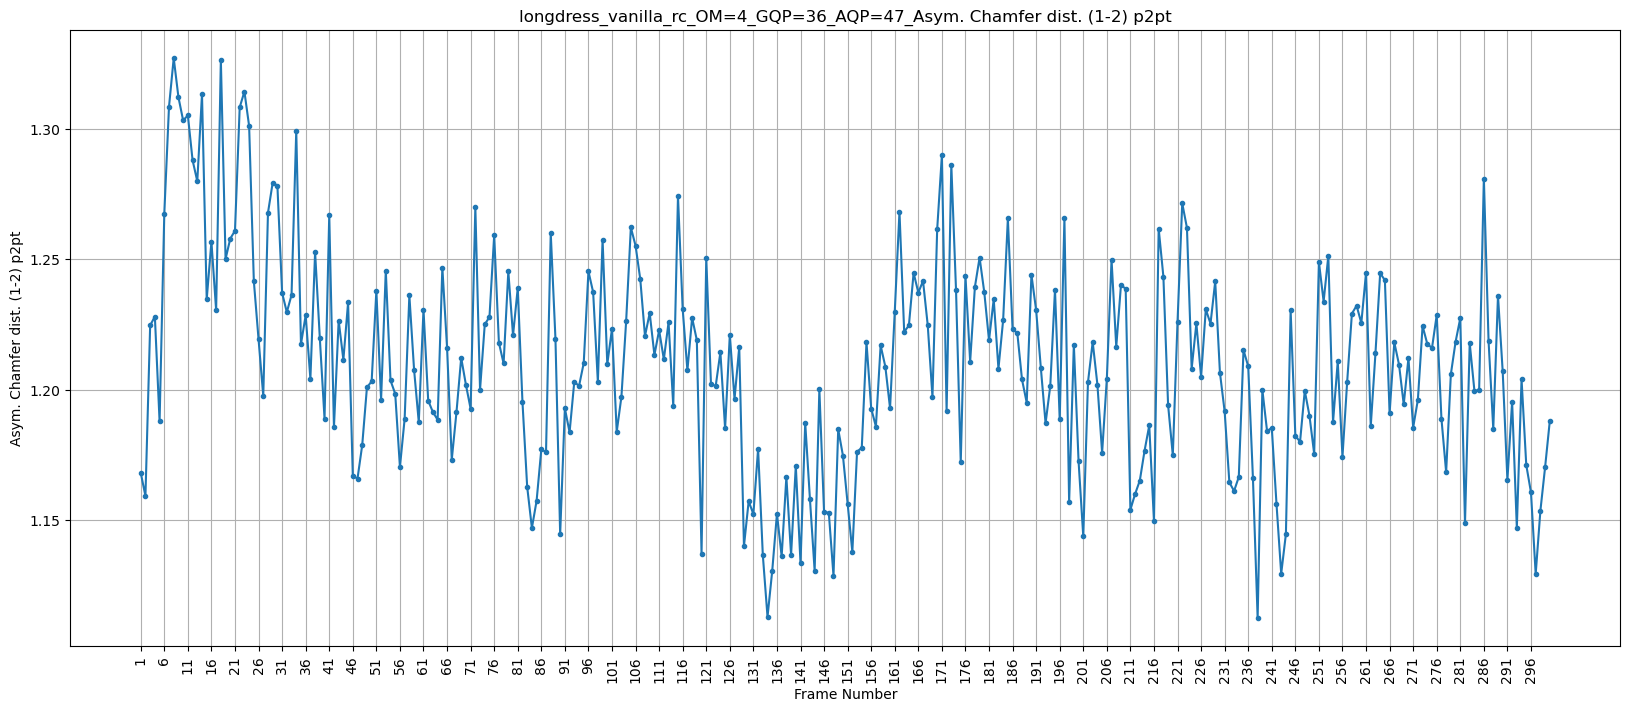 longdress_vanilla_rc_OM=4_GQP=36_AQP=47_Asym. Chamfer dist. (1-2) p2pt
Asym. Chamfer dist. (1-2) p2pt
1.30
1.25
1.20
1.15
1 6 11 16 21 26 31 36 41 46 51 56 61 66 71 76 81 86 91 96 101 106 111 116 121 126 131 136 141 146 151 156 161 166 171 176 181 186 191 196 201 206 211 216 221 226 231 236 241 246 251 256 261 266 271 276 281 286 291 296
Frame Number